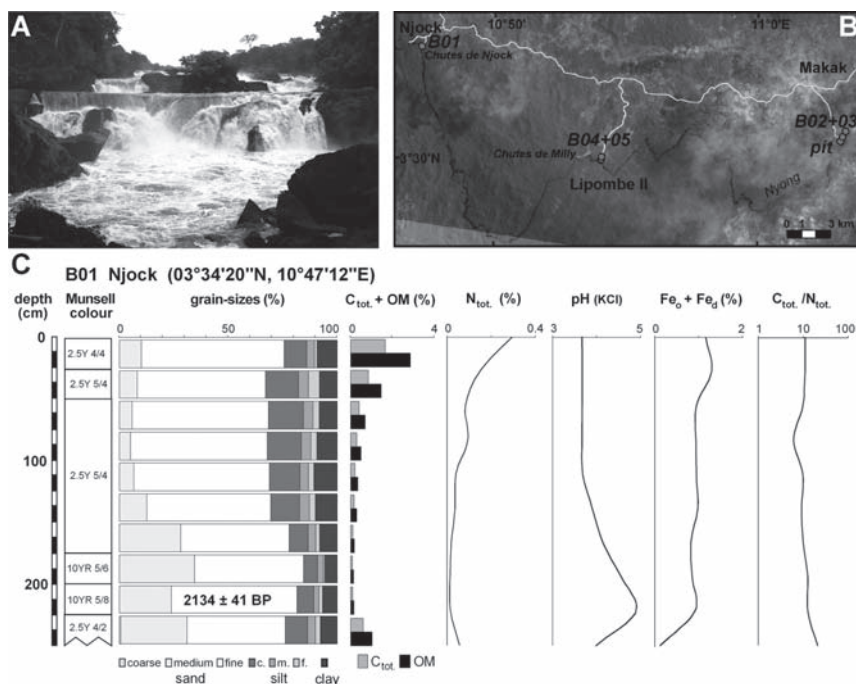 A
B
Njock
10°50'
11°0'E
B01
Chutes de Njock
Makak
B04+05
B02+03
Chutes de Milly
pit
3°30'N
Lipombe II
Nyong
0 1 3 km
C
B01 Njock (03°34'20"N, 10°47'12"E)
depth (cm)
Munsell colour
grain-sizes (%)
Ctot. + OM (%)
Ntot. (%)
pH (KCl)
Feo + Fed (%)
Ctot. /Ntot.
0 50 100
0 4
0 0.4
3 5
0 2
1 10 100
0
2.5Y 4/4
2.5Y 5/4
100
2.5Y 5/4
10YR 5/6
200
10YR 5/8
2134 ± 41 BP
2.5Y 4/2
coarse medium fine c. m. f. clay
sand silt
Ctot. OM